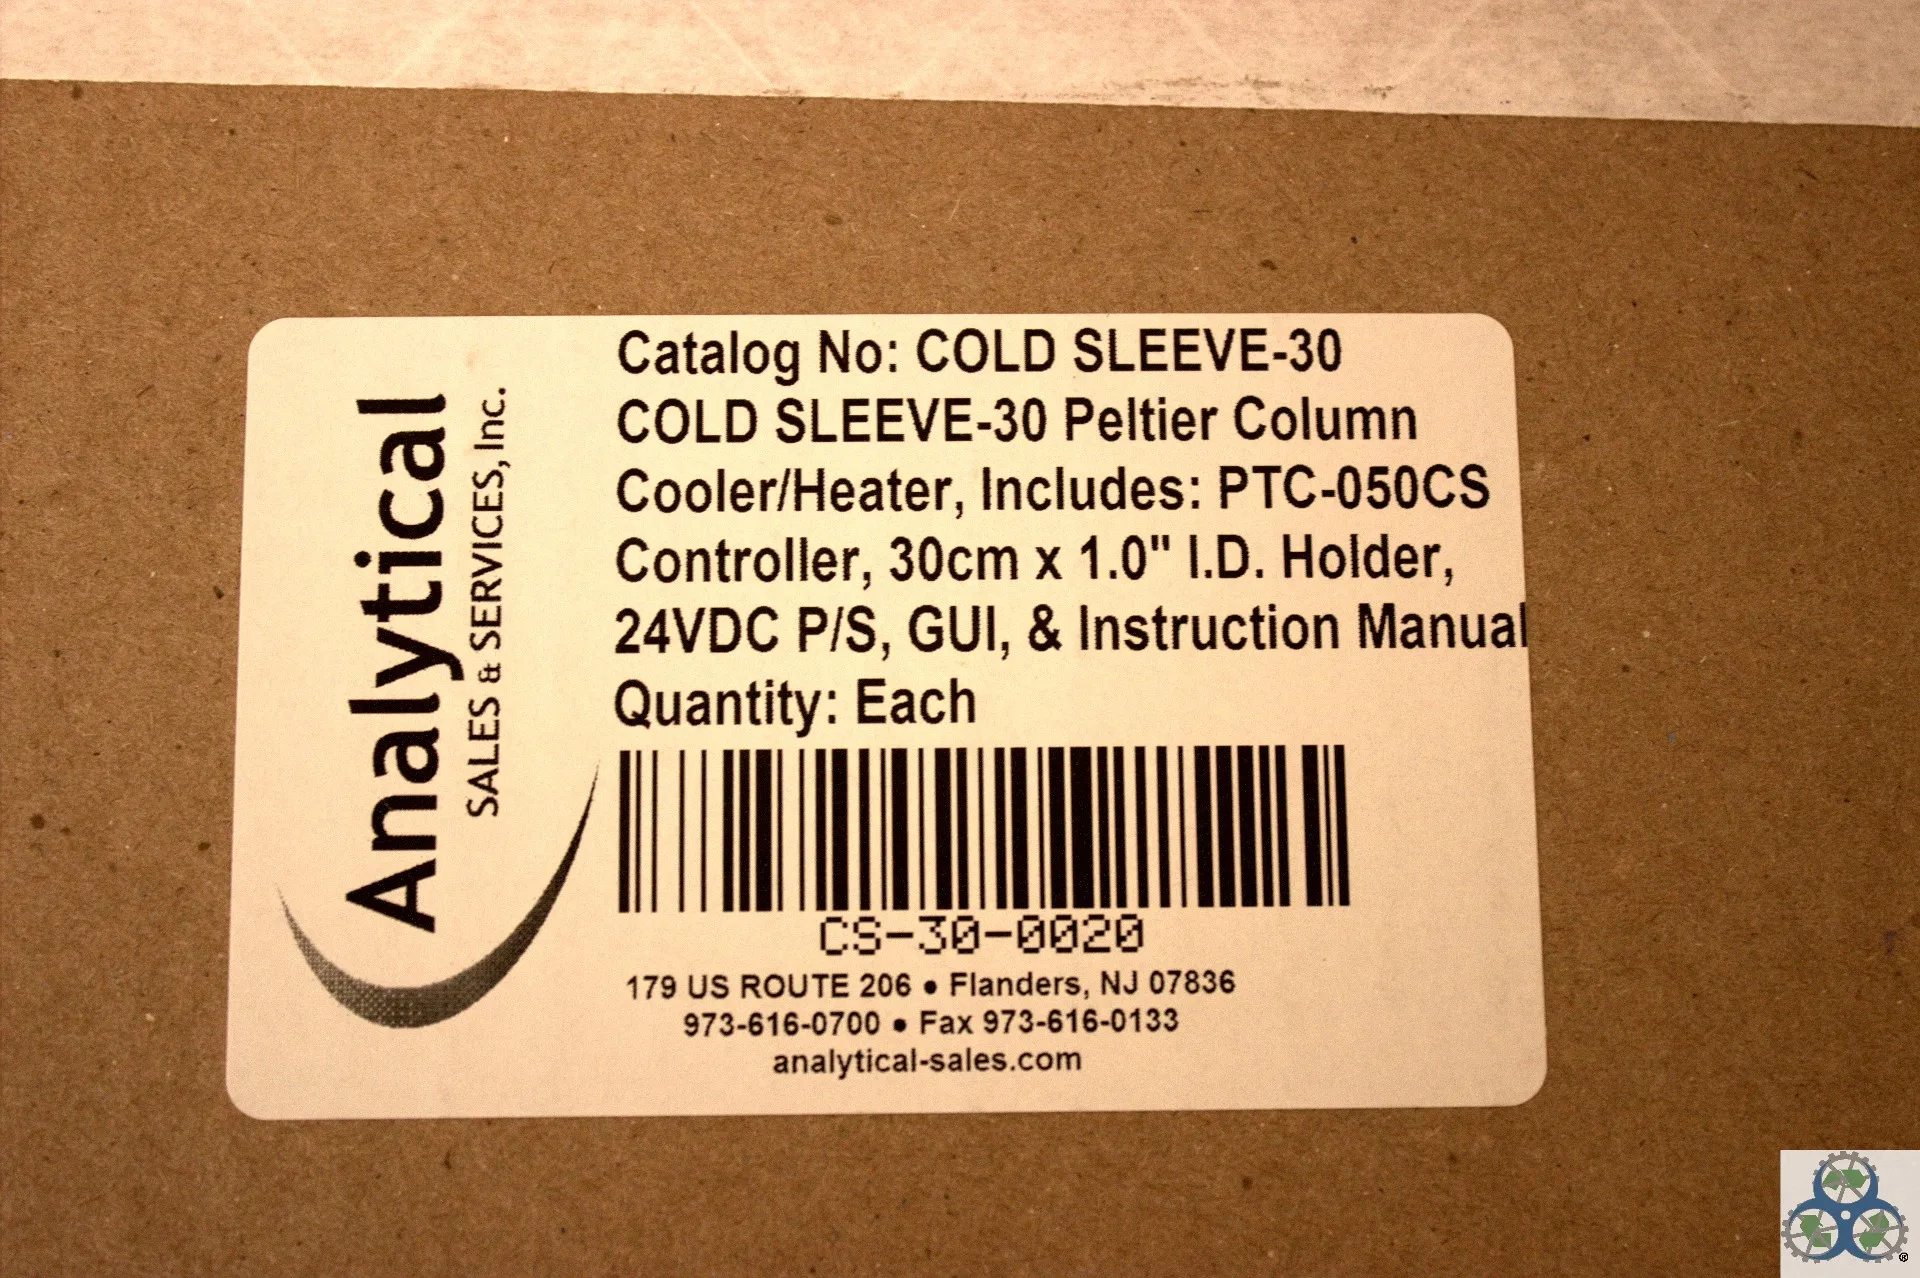 Analytical
SALES & SERVICES, Inc.
Catalog No: COLD SLEEVE-30
COLD SLEEVE-30 Peltier Column
Cooler/Heater, Includes: PTC-050CS
Controller, 30cm x 1.0" I.D. Holder,
24VDC P/S, GUI, & Instruction Manual
Quantity: Each
CS-30-0020
179 US ROUTE 206 • Flanders, NJ 07836
973-616-0700 • Fax 973-616-0133
analytical-sales.com
®